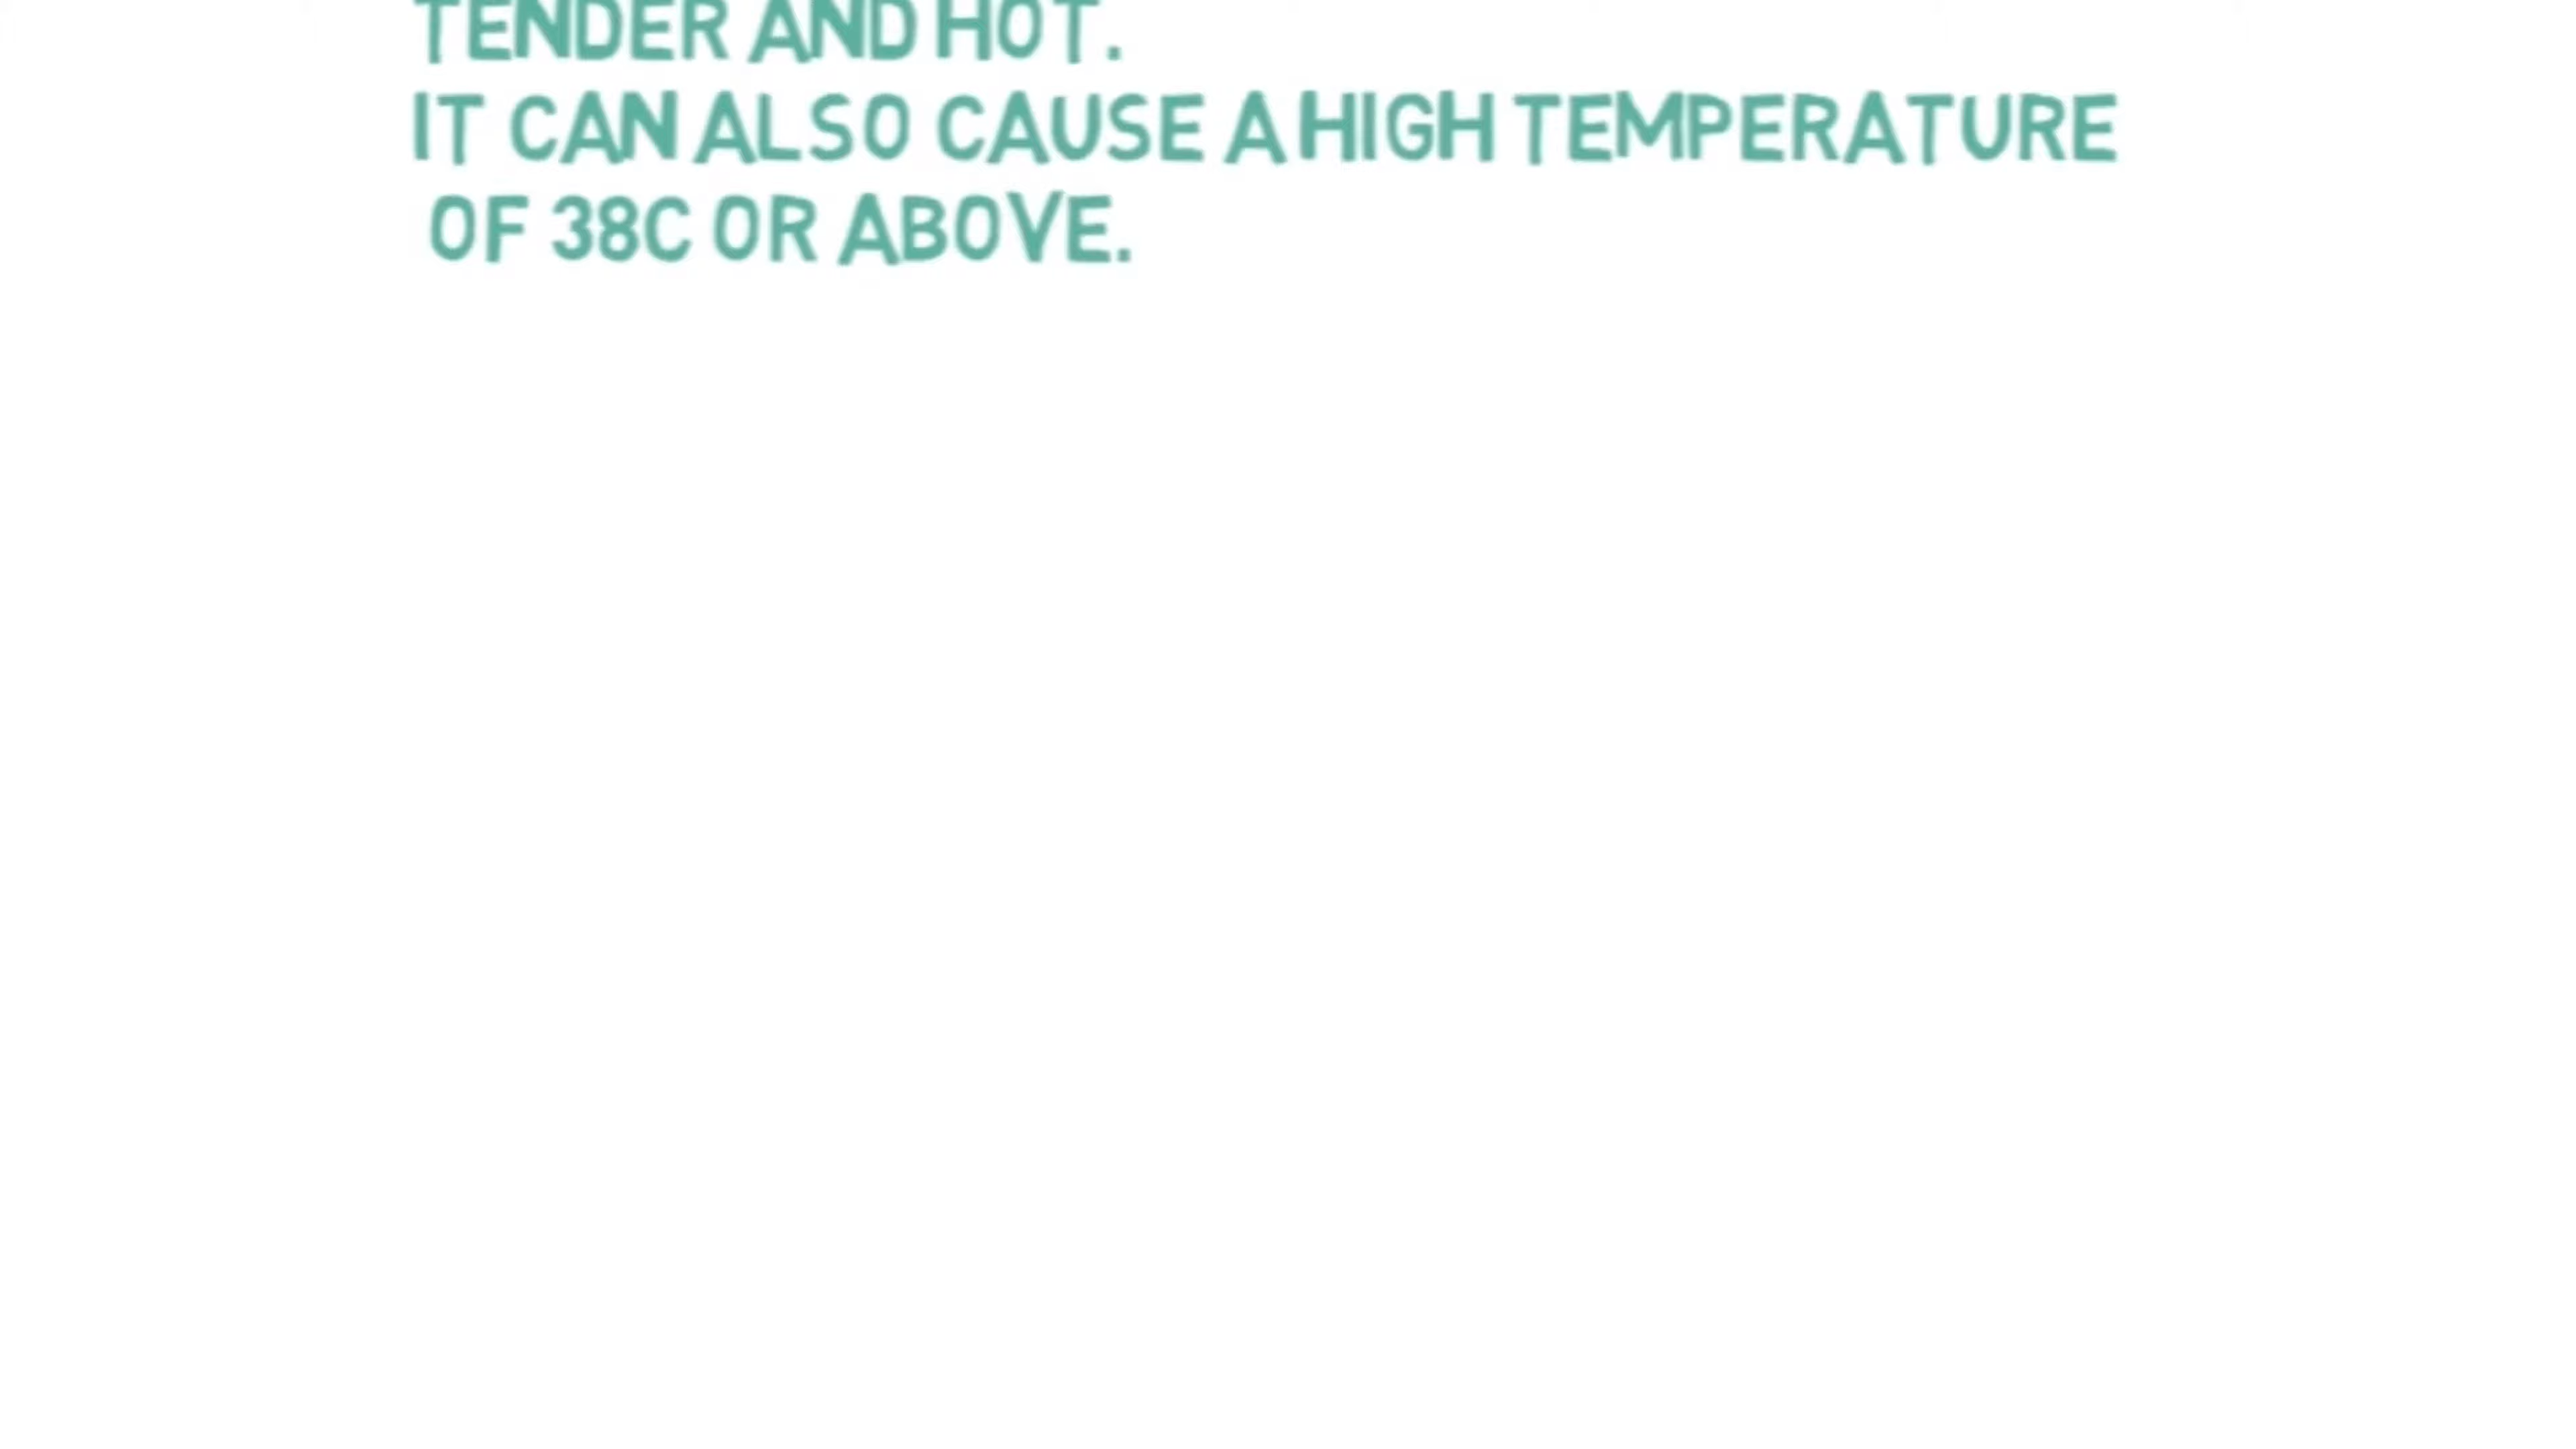 TENDER AND HOT.
IT CAN ALSO CAUSE A HIGH TEMPERATURE
OF 38C OR ABOVE.